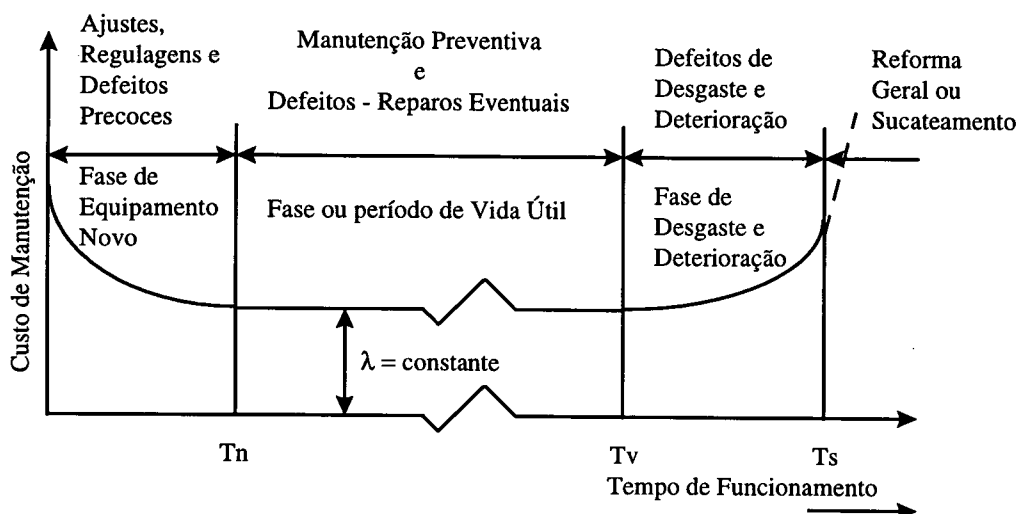 Ajustes,
Regulagens e
Defeitos
Precoces
Manutenção Preventiva
e
Defeitos - Reparos Eventuais
Defeitos de
Desgaste e
Deterioração
Reforma
Geral ou
Sucateamento
Fase de
Equipamento
Novo
Fase ou período de Vida Útil
Fase de
Desgaste e
Deterioração
Custo de Manutenção
λ = constante
Tn
Tv
Ts
Tempo de Funcionamento